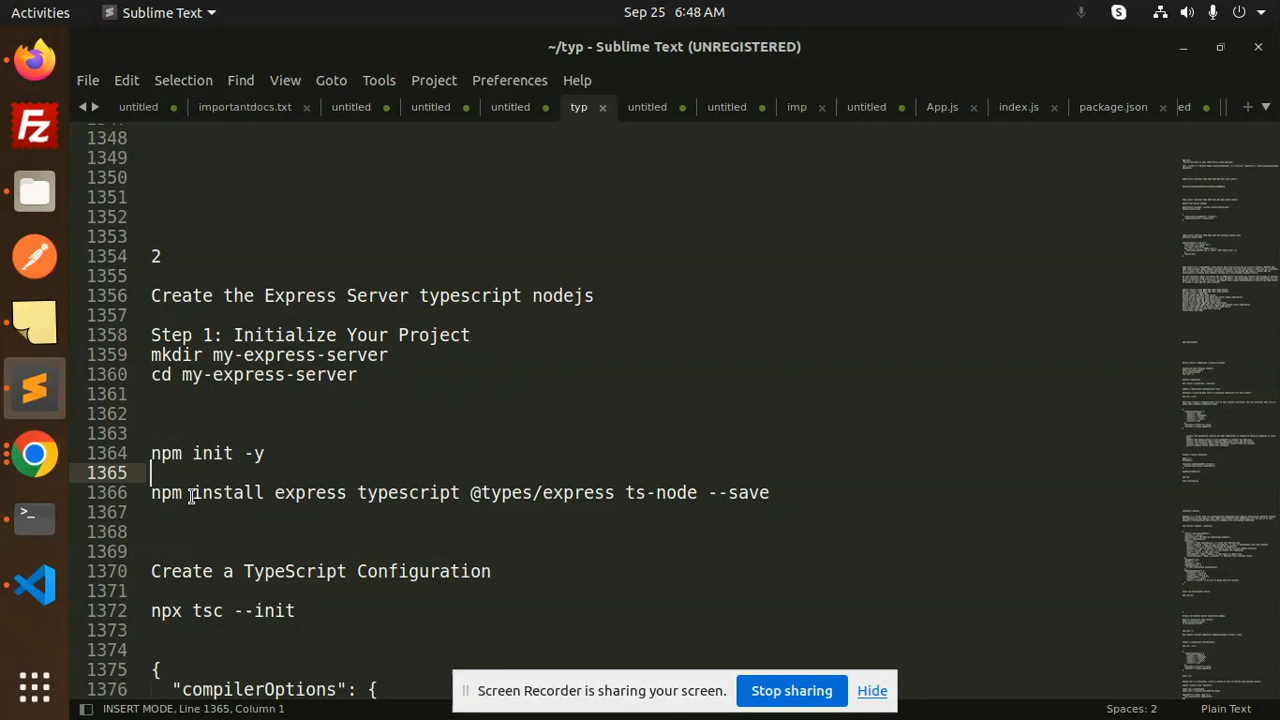 Activities
Sublime Text
Sep 25 6:48 AM
~/typ - Sublime Text (UNREGISTERED)
File Edit Selection Find View Goto Tools Project Preferences Help
untitled importantdocs.txt untitled untitled untitled typ untitled untitled imp untitled App.js index.js package.json ed
1348
1349
1350
1351
1352
1353
1354 2
1355
1356 Create the Express Server typescript nodejs
1357
1358 Step 1: Initialize Your Project
1359 mkdir my-express-server
1360 cd my-express-server
1361
1362
1363
1364 npm init -y
1365
1366 npm install express typescript @types/express ts-node --save
1367
1368
1369
1370 Create a TypeScript Configuration
1371
1372 npx tsc --init
1373
1374
1375 {
1376 "compilerOptions": {
Screen Recorder is sharing your screen. Stop sharing Hide
INSERT MODE, Line 1365, Column 1
Spaces: 2
Plain Text